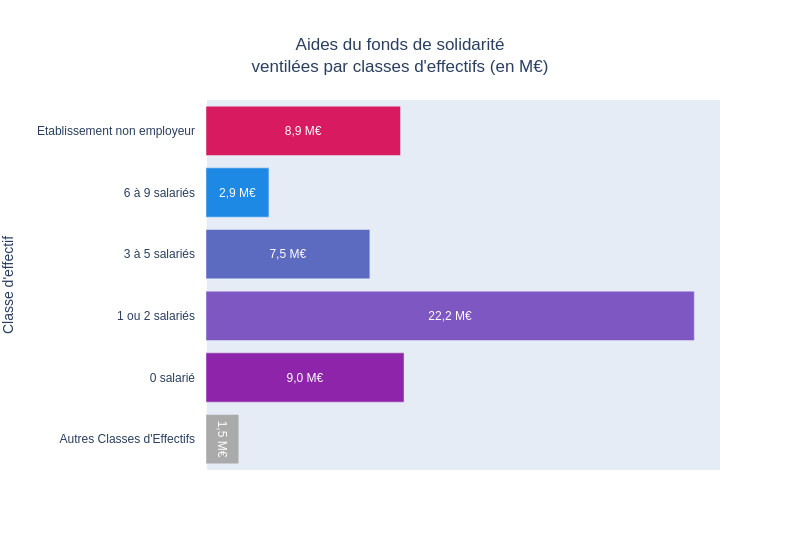 Aides du fonds de solidarité
ventilées par classes d'effectifs (en M€)
Classe d'effectif
Etablissement non employeur
8,9 M€
6 à 9 salariés
2,9 M€
3 à 5 salariés
7,5 M€
1 ou 2 salariés
22,2 M€
0 salarié
9,0 M€
Autres Classes d'Effectifs
1,5 M€